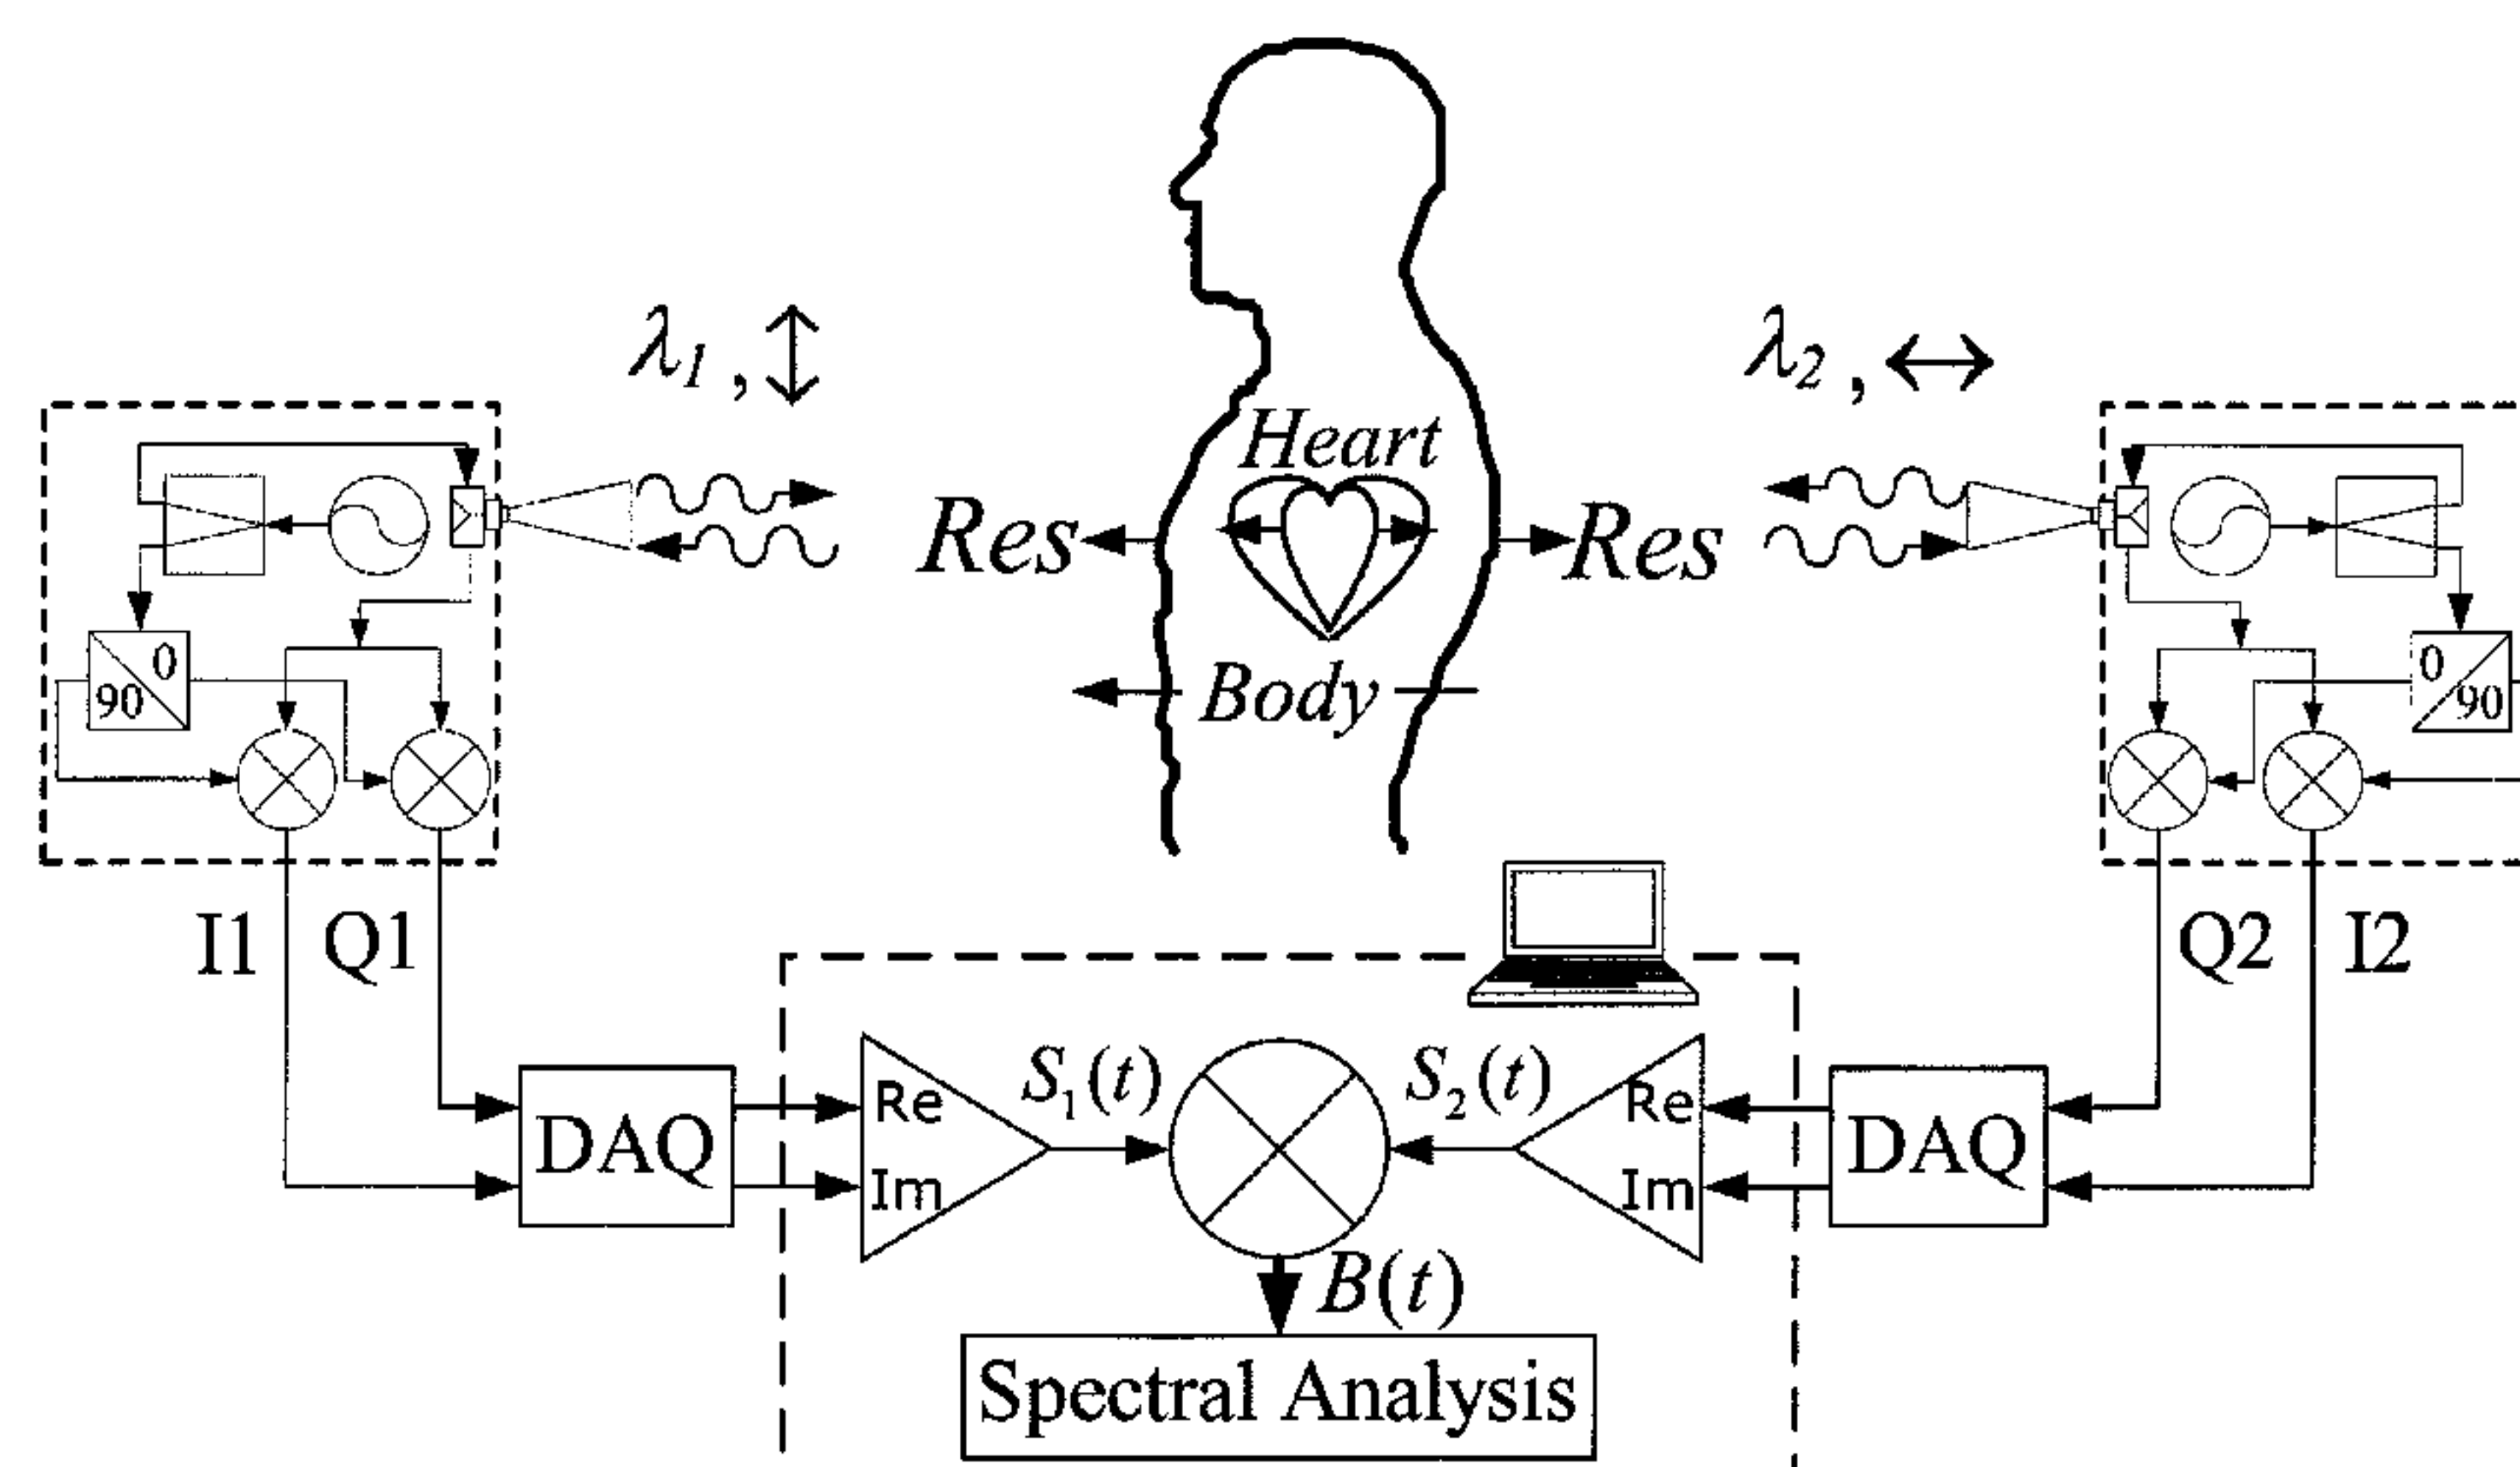 λ1 , ↕
λ2 , ↔
Heart
Res
Res
Body
0
90
0
90
I1
Q1
Q2
I2
S1(t)
S2(t)
Re
Im
Re
Im
DAQ
DAQ
B(t)
Spectral Analysis